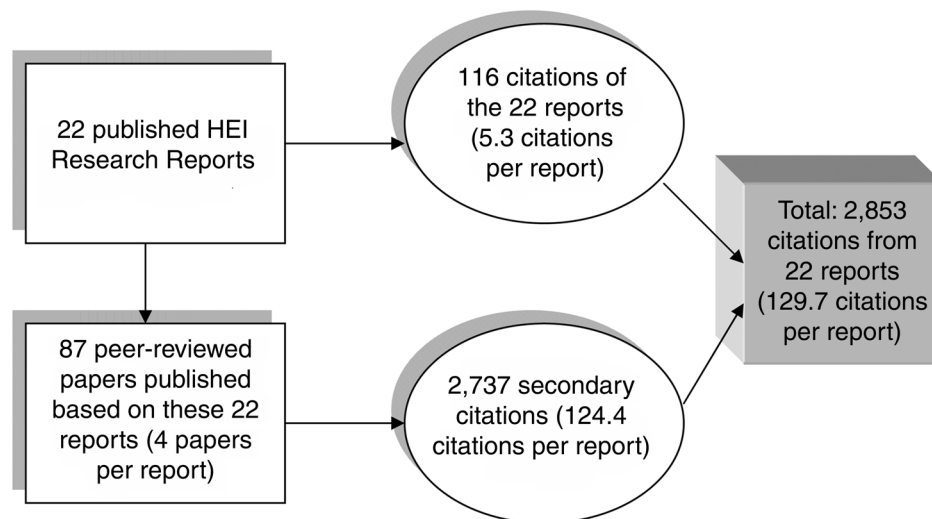 22 published HEI
Research Reports
116 citations of
the 22 reports
(5.3 citations
per report)
87 peer-reviewed
papers published
based on these 22
reports (4 papers
per report)
2,737 secondary
citations (124.4
citations per report)
Total: 2,853
citations from
22 reports
(129.7 citations
per report)